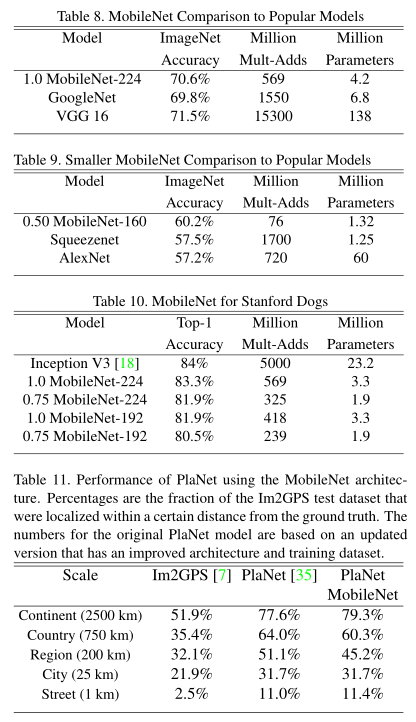 Table 8. MobileNet Comparison to Popular Models
Model ImageNet Million Million
Accuracy Mult-Adds Parameters
1.0 MobileNet-224 70.6% 569 4.2
GoogleNet 69.8% 1550 6.8
VGG 16 71.5% 15300 138
Table 9. Smaller MobileNet Comparison to Popular Models
Model ImageNet Million Million
Accuracy Mult-Adds Parameters
0.50 MobileNet-160 60.2% 76 1.32
Squeezenet 57.5% 1700 1.25
AlexNet 57.2% 720 60
Table 10. MobileNet for Stanford Dogs
Model Top-1 Million Million
Accuracy Mult-Adds Parameters
Inception V3 [18] 84% 5000 23.2
1.0 MobileNet-224 83.3% 569 3.3
0.75 MobileNet-224 81.9% 325 1.9
1.0 MobileNet-192 81.9% 418 3.3
0.75 MobileNet-192 80.5% 239 1.9
Table 11. Performance of PlaNet using the MobileNet architec-
ture. Percentages are the fraction of the Im2GPS test dataset that
were localized within a certain distance from the ground truth. The
numbers for the original PlaNet model are based on an updated
version that has an improved architecture and training dataset.
Scale Im2GPS [7] PlaNet [35] PlaNet
MobileNet
Continent (2500 km) 51.9% 77.6% 79.3%
Country (750 km) 35.4% 64.0% 60.3%
Region (200 km) 32.1% 51.1% 45.2%
City (25 km) 21.9% 31.7% 31.7%
Street (1 km) 2.5% 11.0% 11.4%